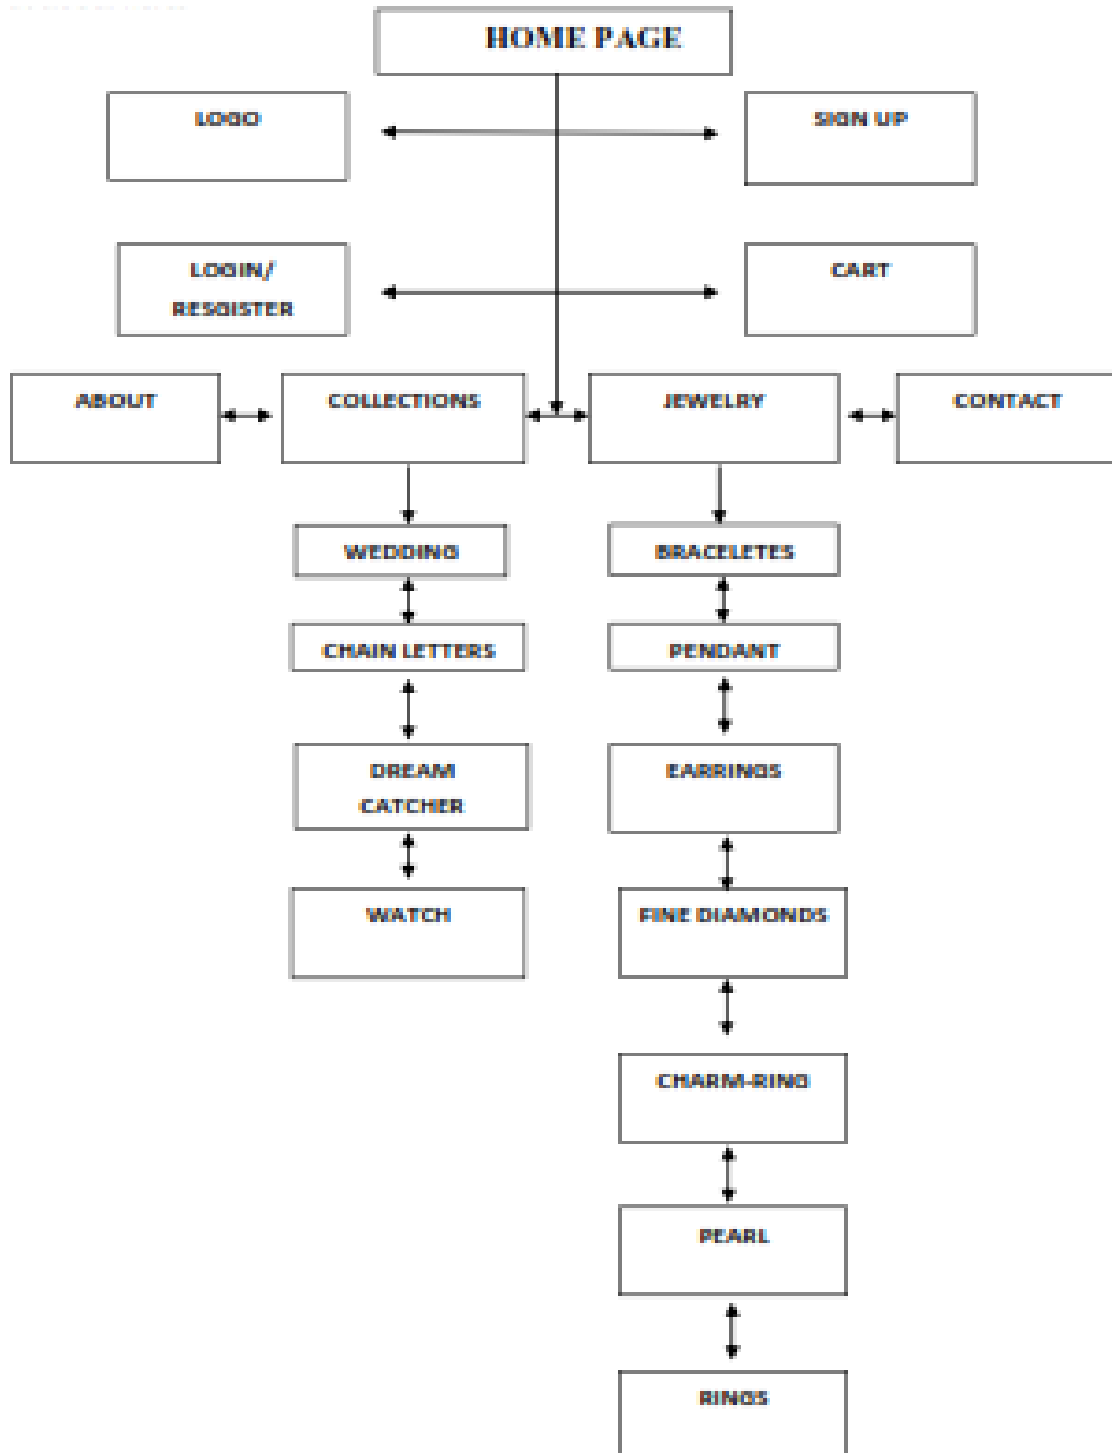 HOME PAGE
LOGO
SIGN UP
LOGIN/
RESGISTER
CART
ABOUT
COLLECTIONS
JEWELRY
CONTACT
WEDDING
BRACELETES
CHAIN LETTERS
PENDANT
DREAM
CATCHER
EARRINGS
WATCH
FINE DIAMONDS
CHARM-RING
PEARL
RINGS